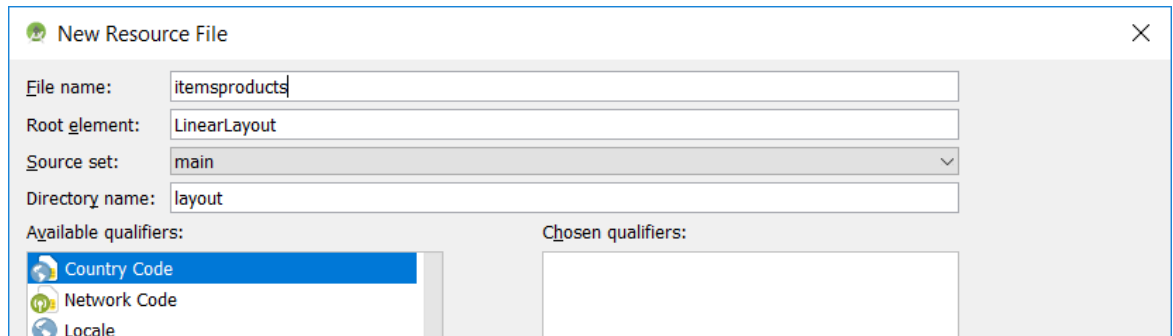 New Resource File
File name: itemsproducts
Root element: LinearLayout
Source set: main
Directory name: layout
Available qualifiers: Chosen qualifiers:
Country Code
Network Code
Locale